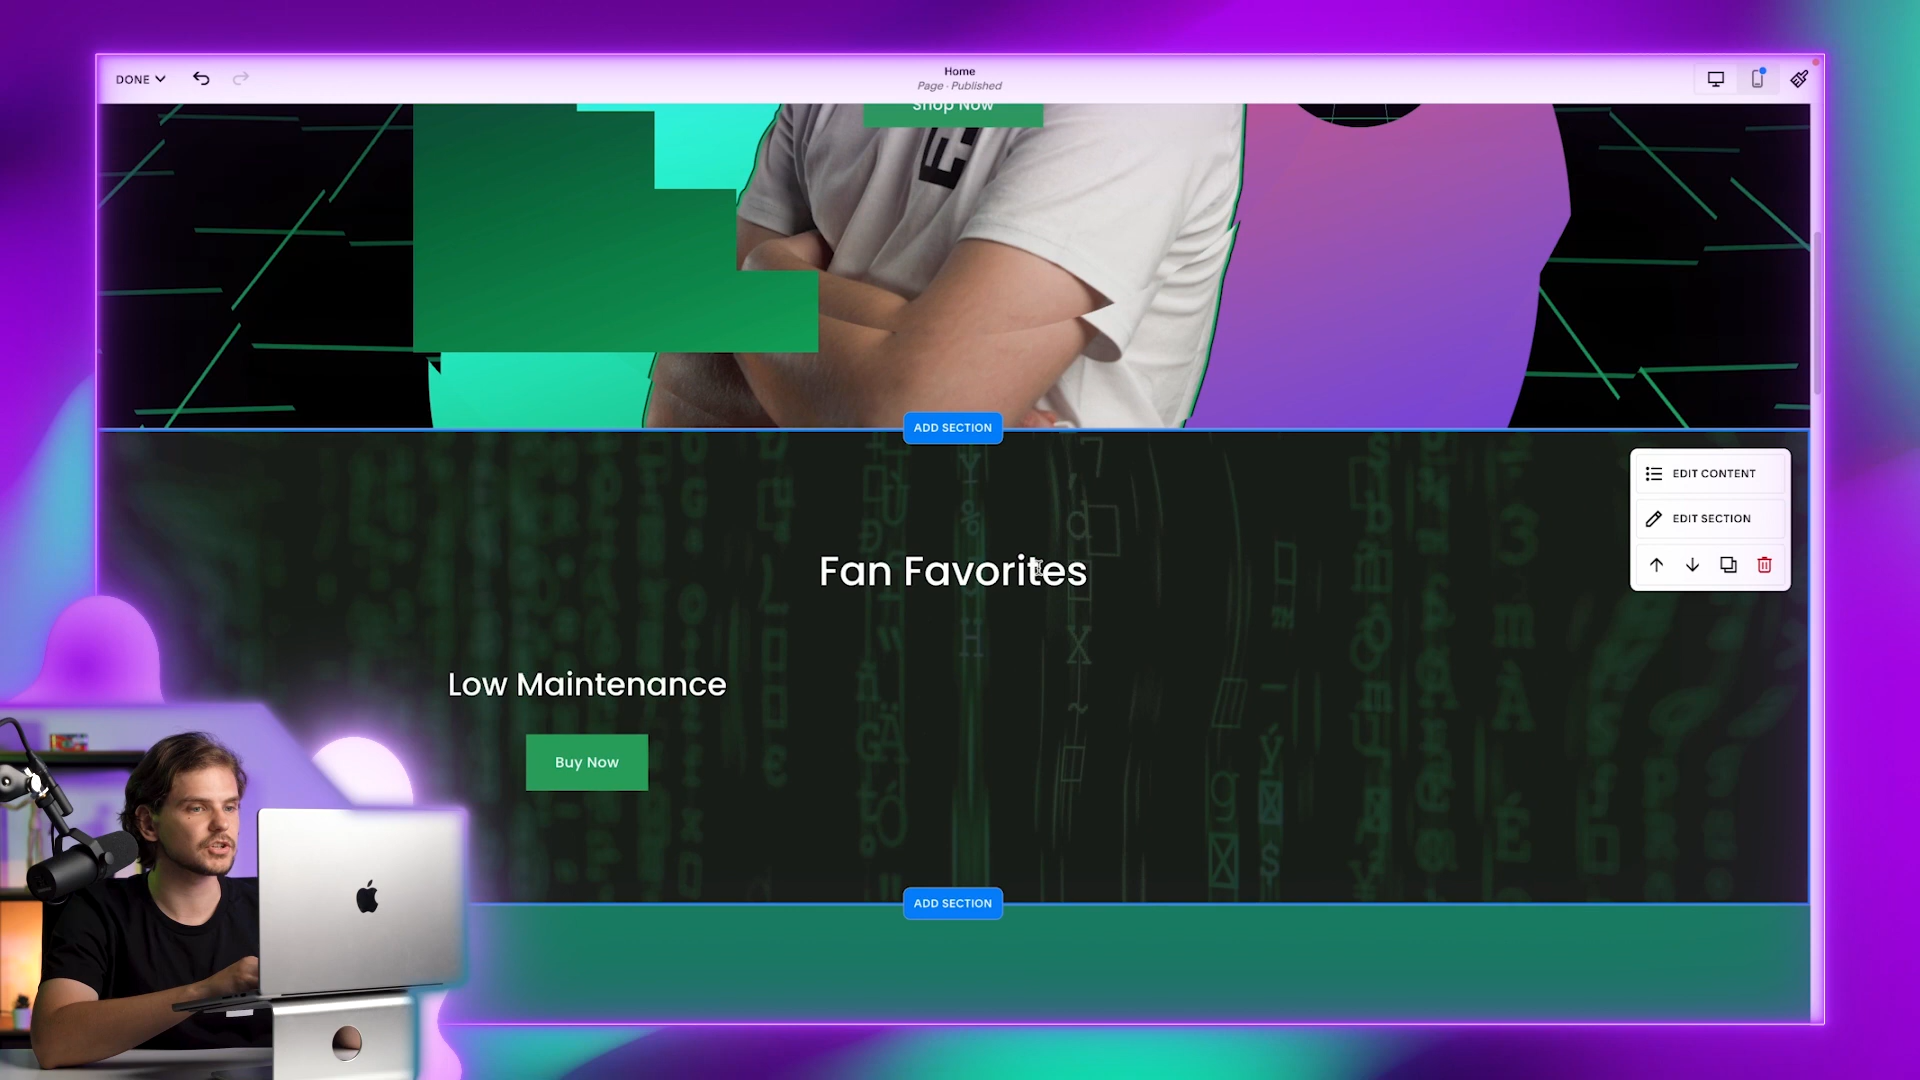 DONE
Home
Page · Published
Shop Now
ADD SECTION
EDIT CONTENT
EDIT SECTION
Fan Favorites
Low Maintenance
Buy Now
ADD SECTION